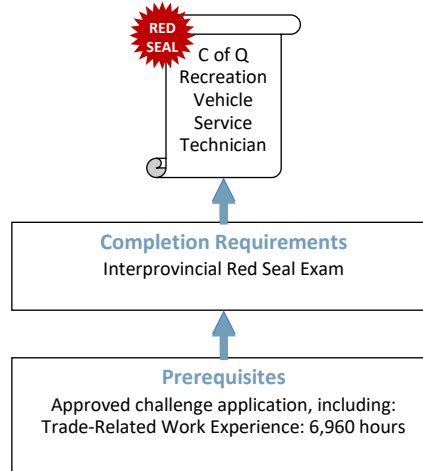 RED
SEAL
C of Q
Recreation
Vehicle
Service
Technician
Completion Requirements
Interprovincial Red Seal Exam
Prerequisites
Approved challenge application, including:
Trade-Related Work Experience: 6,960 hours